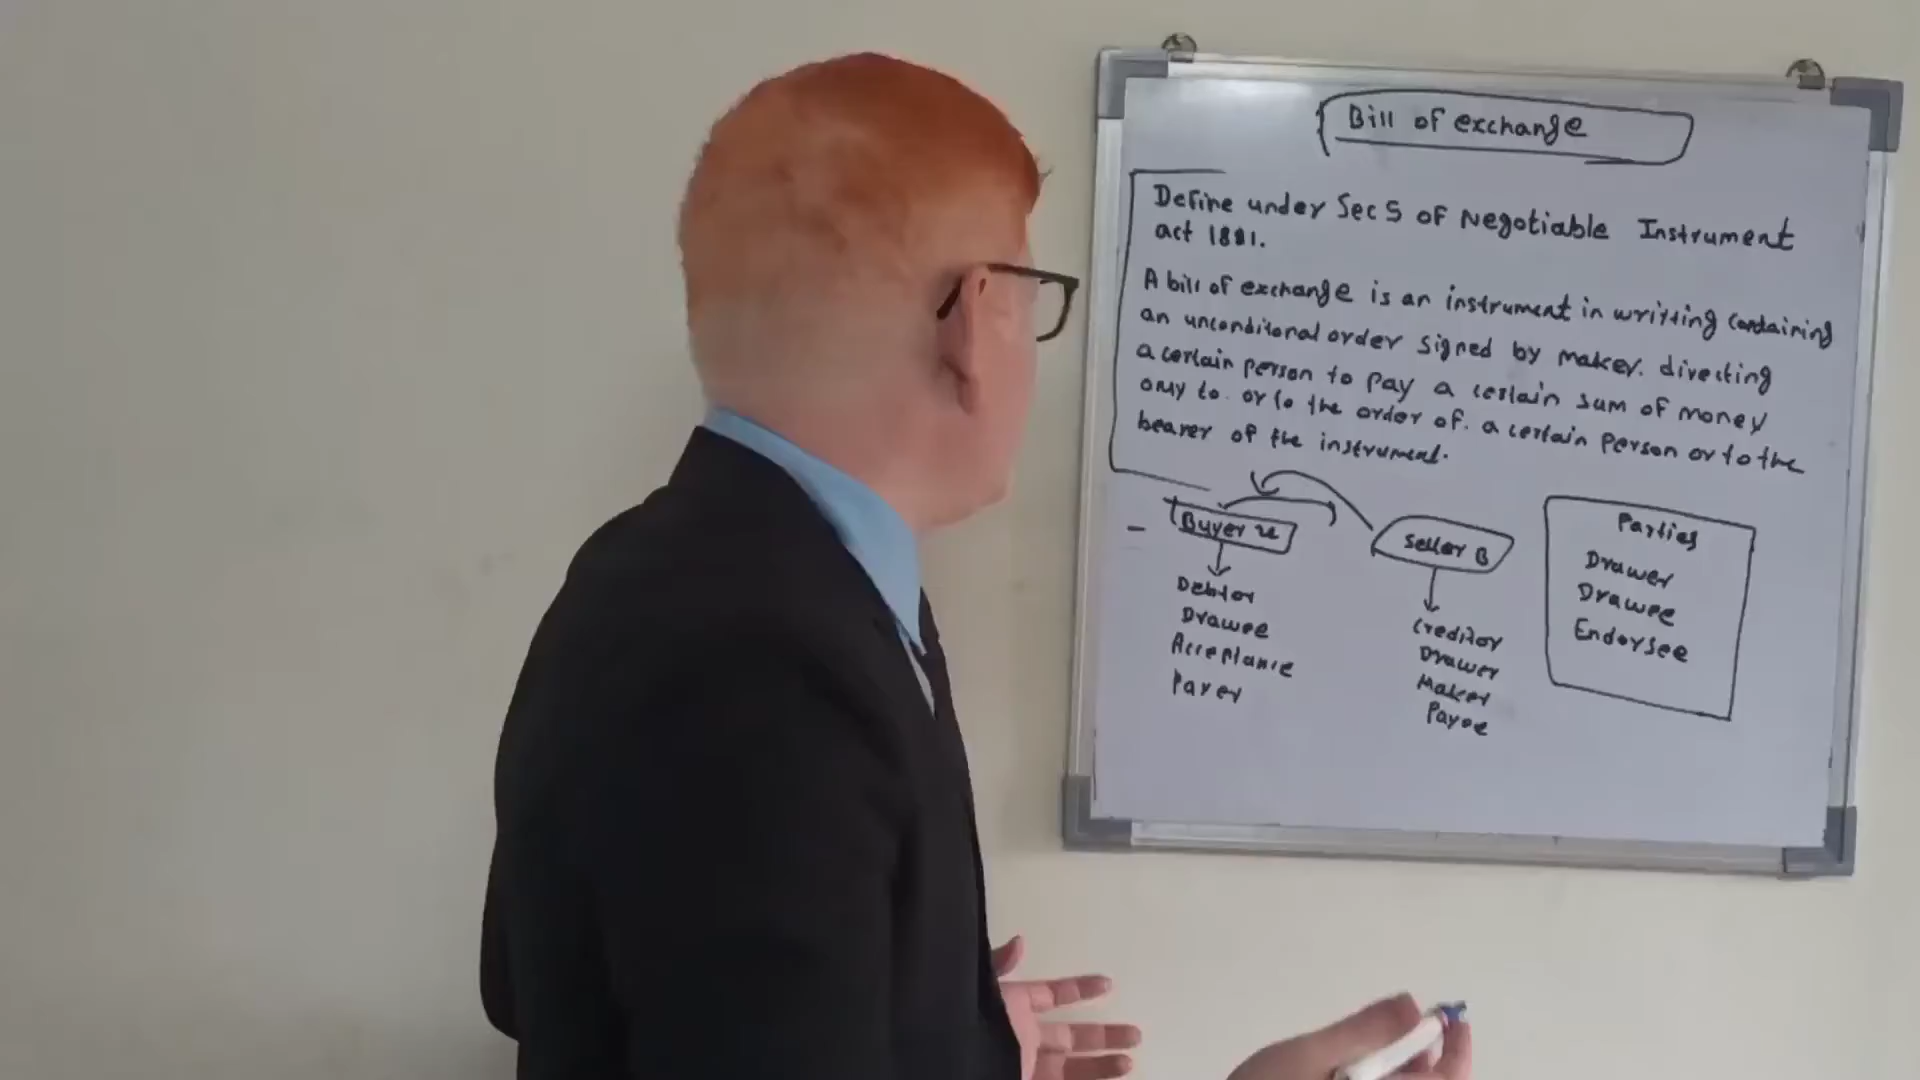 Bill of exchange
Define under Sec 5 of Negotiable Instrument
act 1881.
A bill of exchange is an instrument in writting containing
an unconditonal order signed by maker. directing
a certain person to pay a certain sum of money
only to. or to the order of. a certain person or to the
bearer of the instrument.
Buyer
Debtor
Drawee
Acceptance
Payer
Seller B
Creditor
Drawer
Maker
Payee
Parties
Drawer
Drawee
Endorsee